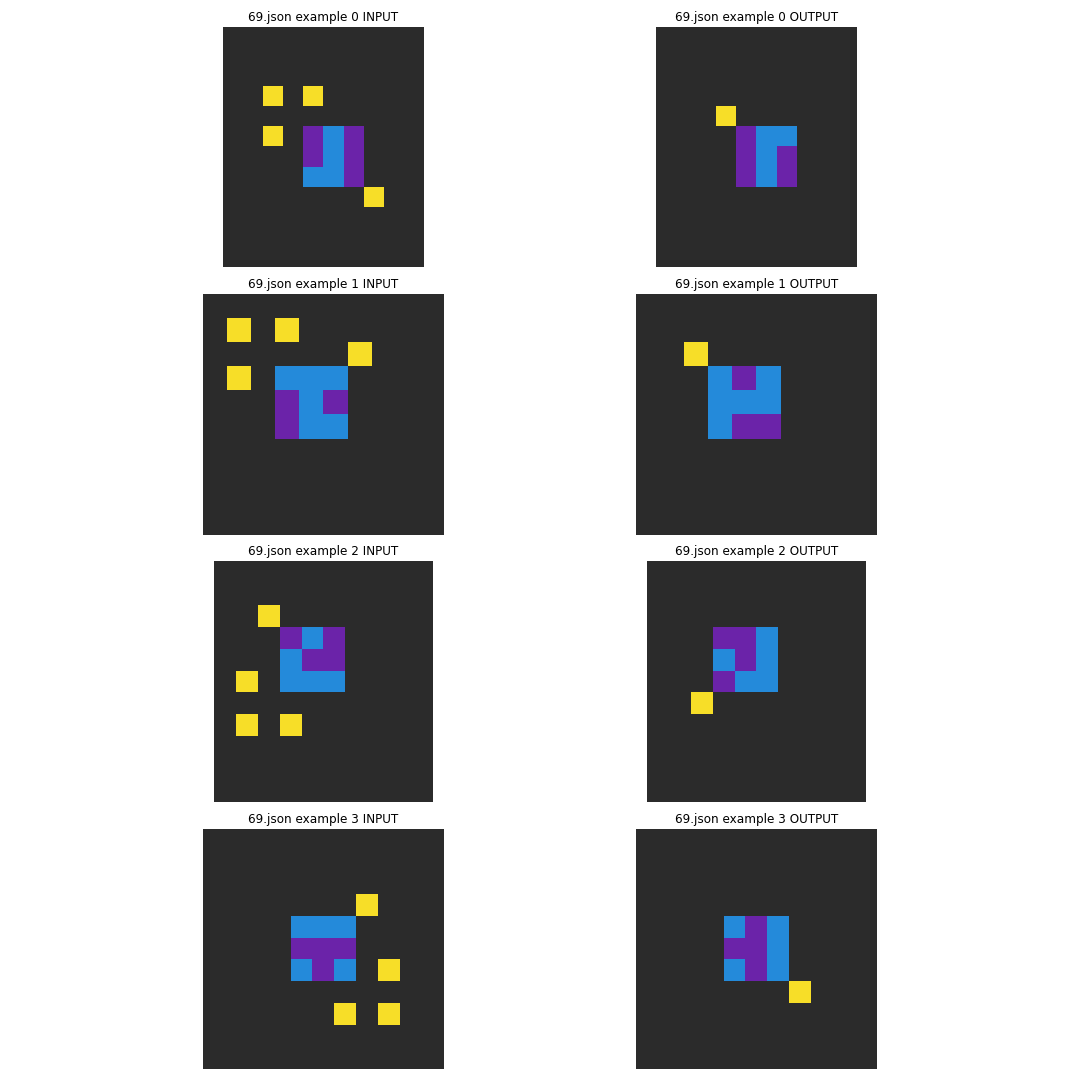 69.json example 0 INPUT
69.json example 0 OUTPUT
69.json example 1 INPUT
69.json example 1 OUTPUT
69.json example 2 INPUT
69.json example 2 OUTPUT
69.json example 3 INPUT
69.json example 3 OUTPUT